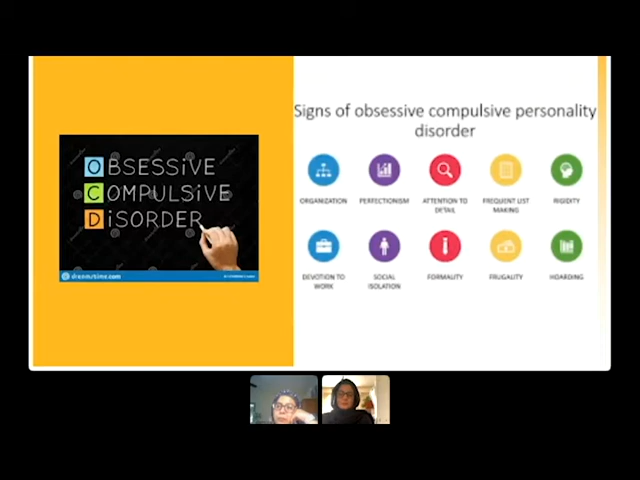 OBSESSiVE
COMPULSiVE
DiSORDER
dreamstime.com
Signs of obsessive compulsive personality
disorder
ORGANIZATION
PERFECTIONISM
ATTENTION TO
DETAIL
FREQUENT LIST
MAKING
RIGIDITY
DEVOTION TO
WORK
SOCIAL
ISOLATION
FORMALITY
FRUGALITY
HOARDING